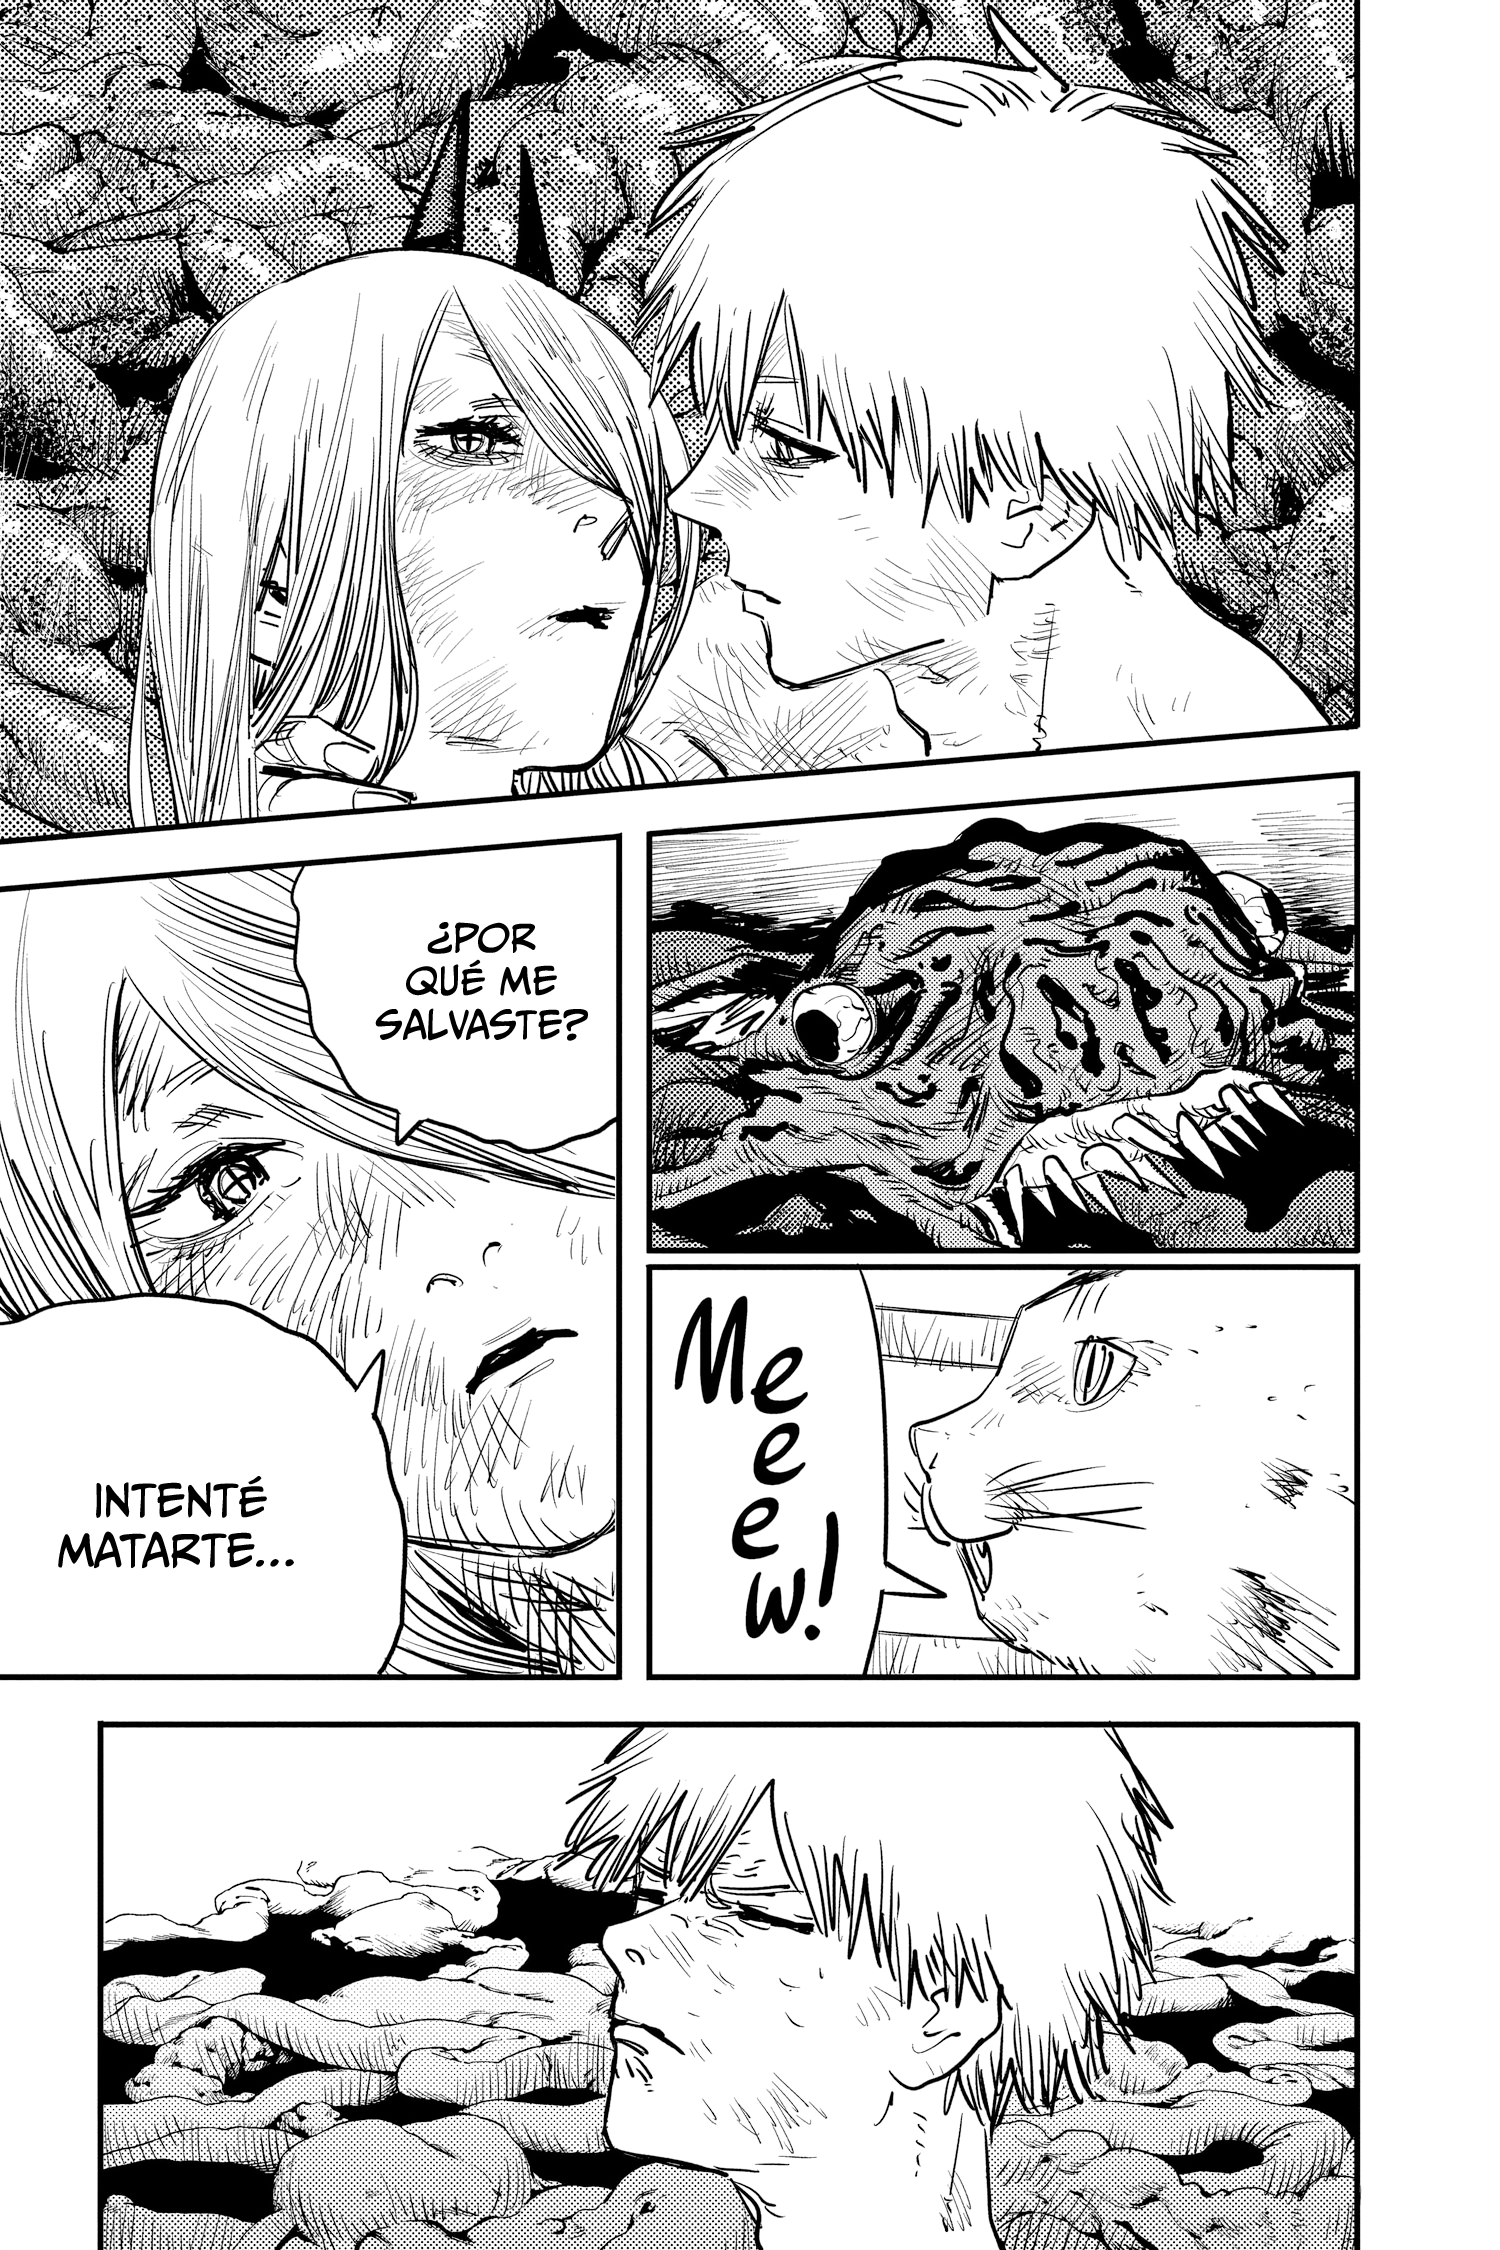 Meeew!
¿POR
QUÉ ME
SALVASTE?
INTENTÉ
MATARTE...